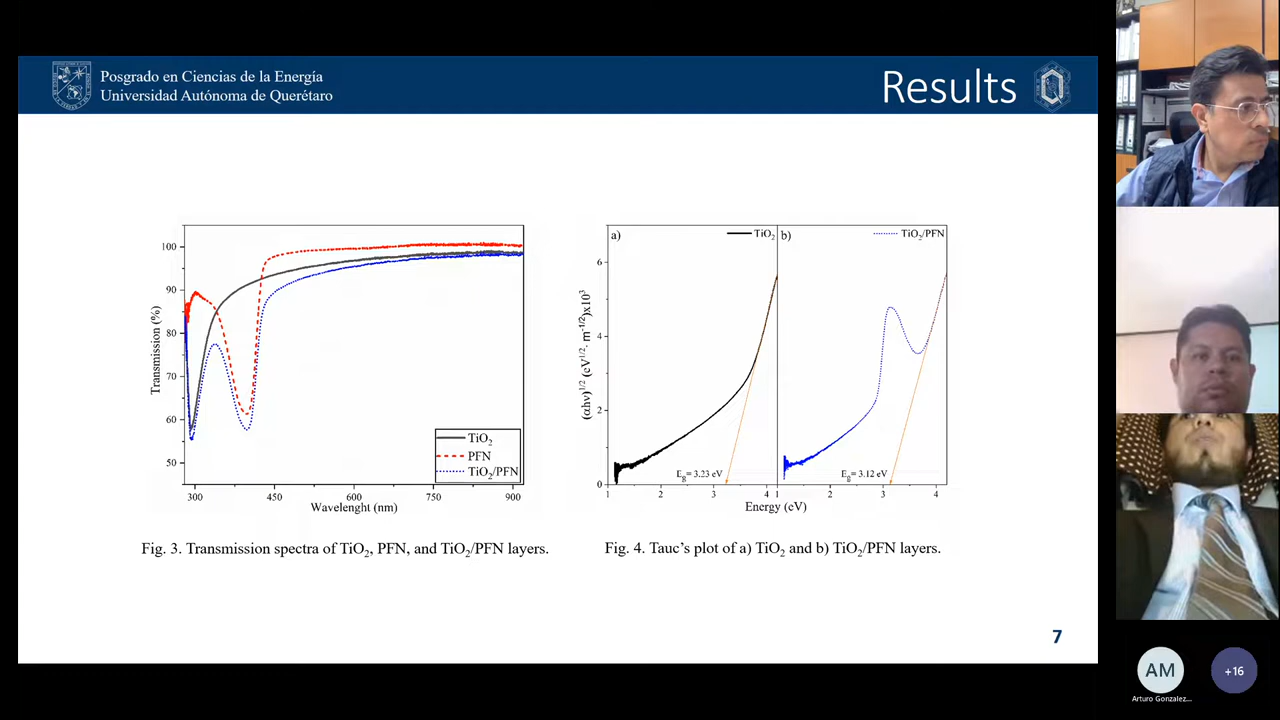 Posgrado en Ciencias de la Energía
Universidad Autónoma de Querétaro
Results
100
90
80
70
60
50
Transmission (%)
TiO₂
PFN
TiO₂/PFN
300 450 600 750 900
Wavelenght (nm)
Fig. 3. Transmission spectra of TiO₂, PFN, and TiO₂/PFN layers.
a) TiO₂ b) TiO₂/PFN
6
4
2
0
(αhν)^1/2 (eV^1/2· m^-1/2)x10³
E_g= 3.23 eV E_g= 3.12 eV
1 2 3 4 1 2 3 4
Energy (eV)
Fig. 4. Tauc’s plot of a) TiO₂ and b) TiO₂/PFN layers.
7
AM
+16
Arturo Gonzalez...